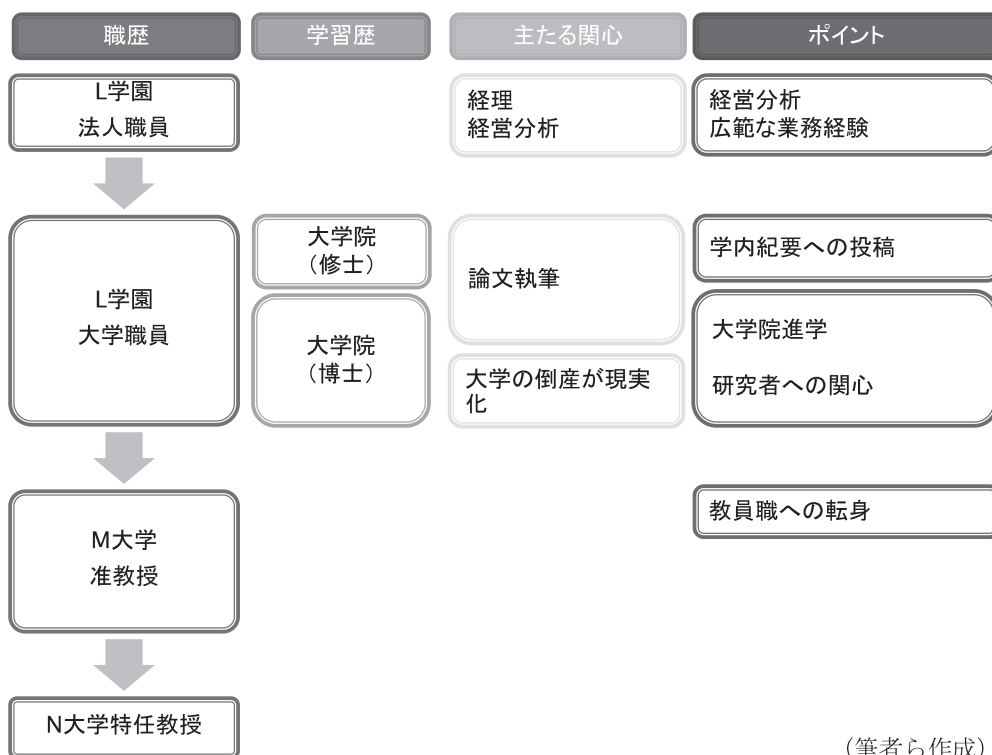 職歴
学習歴
主たる関心
ポイント
L学園
法人職員
経理
経営分析
経営分析
広範な業務経験
L学園
大学職員
大学院
（修士）
大学院
（博士）
論文執筆
大学の倒産が現実
化
学内紀要への投稿
大学院進学
研究者への関心
M大学
准教授
教員職への転身
N大学特任教授
（筆者ら作成）